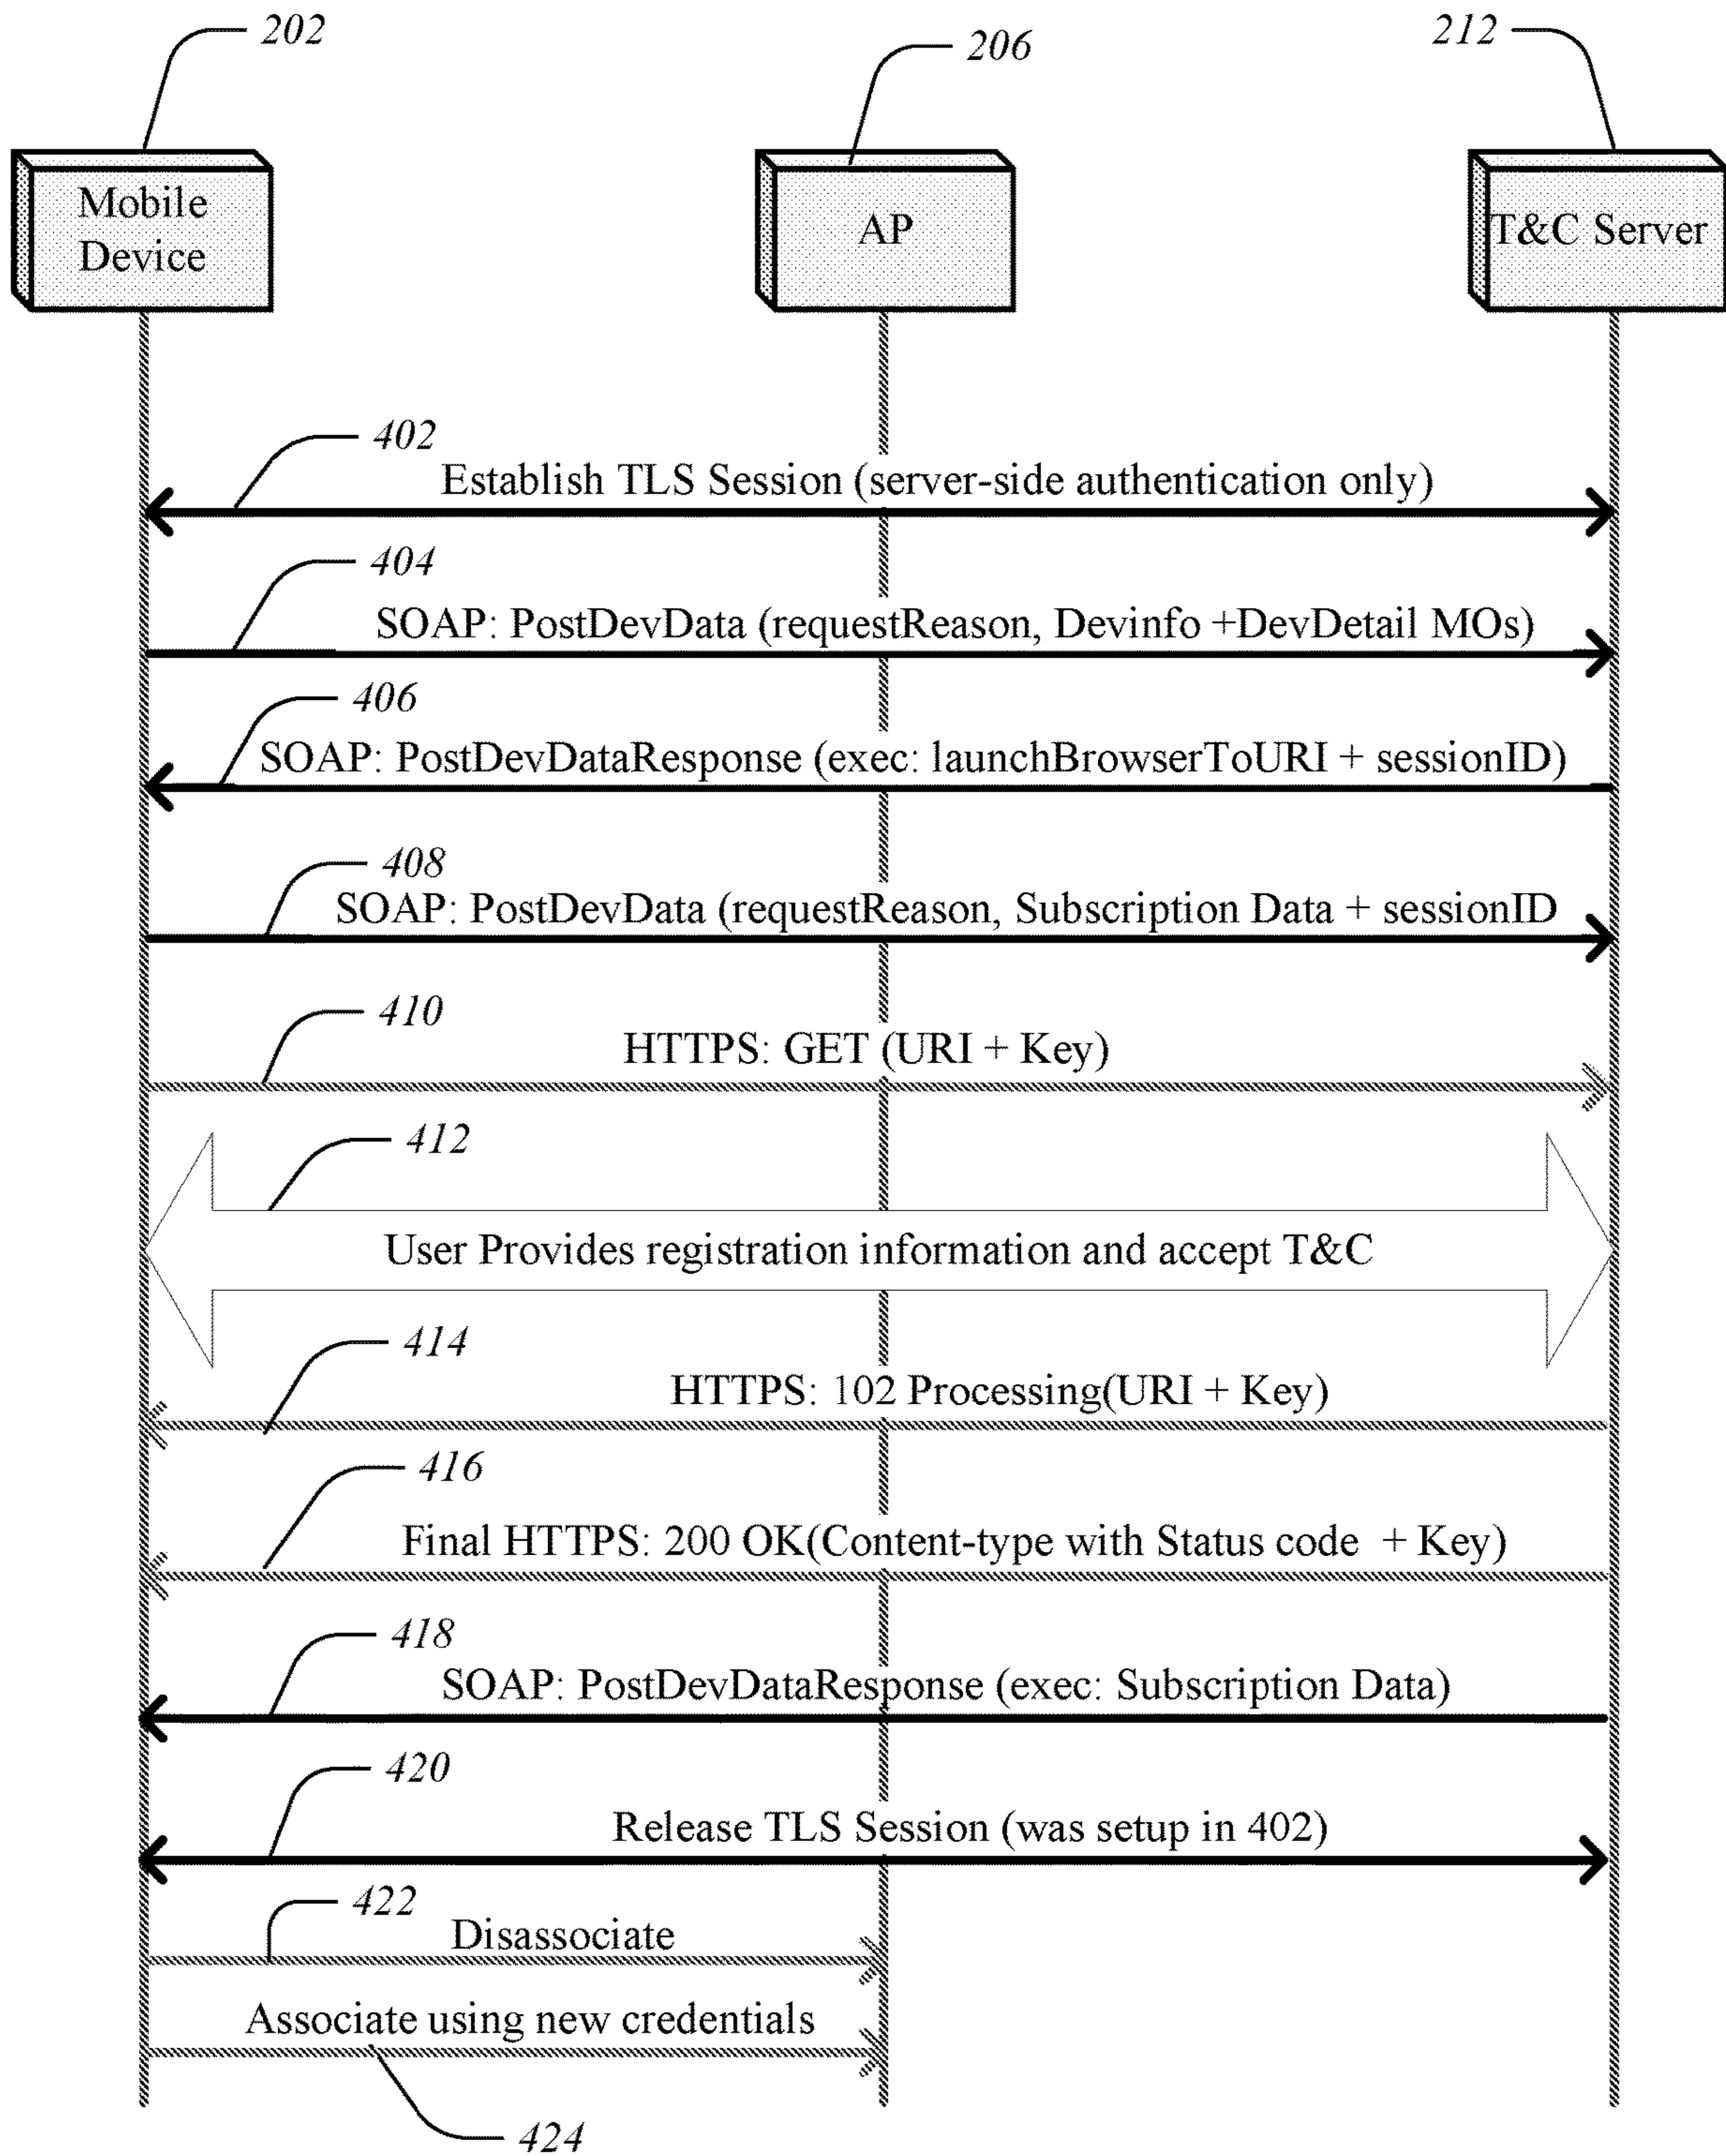 202
206
212
Mobile
Device
AP
T&C Server
402
Establish TLS Session (server-side authentication only)
404
SOAP: PostDevData (requestReason, Devinfo +DevDetail MOs)
406
SOAP: PostDevDataResponse (exec: launchBrowserToURI + sessionID)
408
SOAP: PostDevData (requestReason, Subscription Data + sessionID
410
HTTPS: GET (URI + Key)
412
User Provides registration information and accept T&C
414
HTTPS: 102 Processing(URI + Key)
416
Final HTTPS: 200 OK(Content-type with Status code + Key)
418
SOAP: PostDevDataResponse (exec: Subscription Data)
420
Release TLS Session (was setup in 402)
422
Disassociate
Associate using new credentials
424